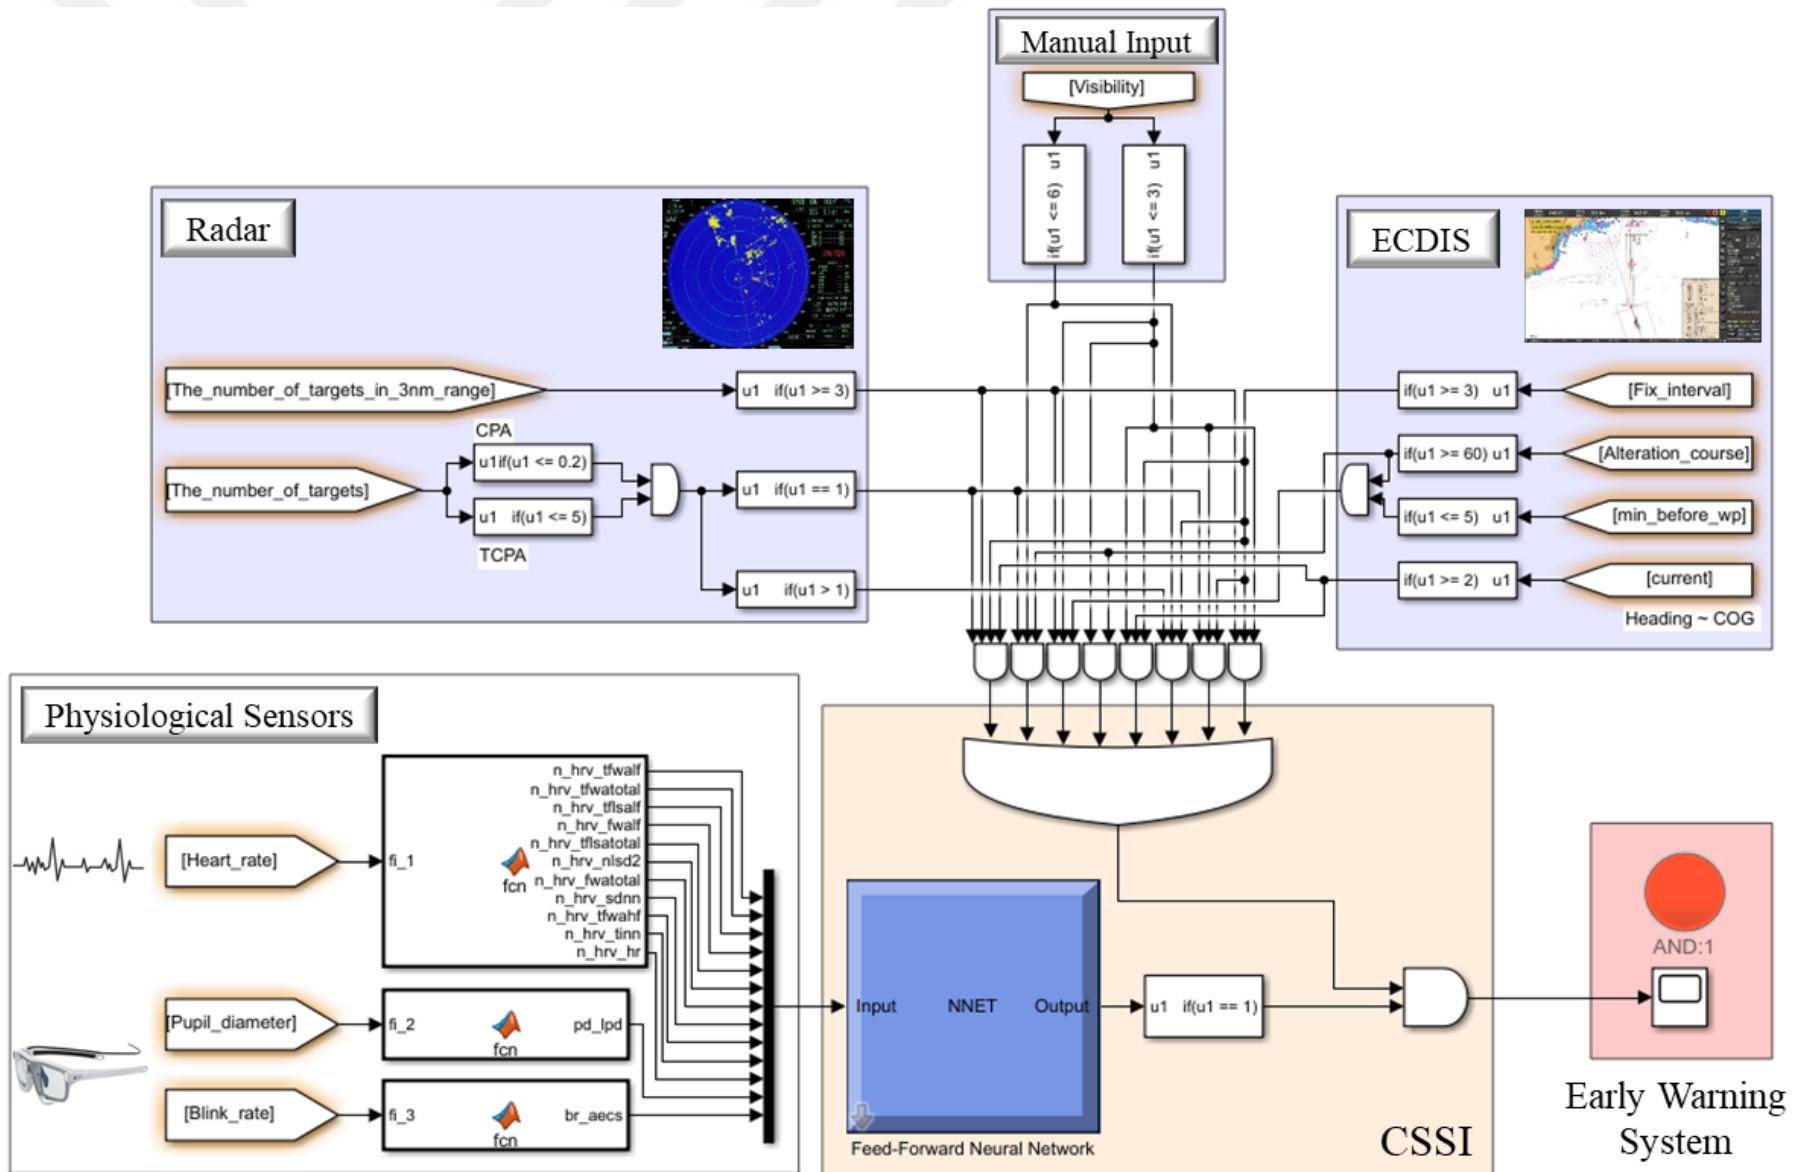 Manual Input
[Visibility]
if(u1 <= 6) u1
if(u1 <= 3) u1
Radar
[The_number_of_targets_in_3nm_range]
u1 if(u1 >= 3)
CPA
u1if(u1 <= 0.2)
[The_number_of_targets]
u1 if(u1 <= 5)
TCPA
u1 if(u1 == 1)
u1 if(u1 > 1)
ECDIS
if(u1 >= 3) u1
[Fix_interval]
if(u1 >= 60) u1
[Alteration_course]
if(u1 <= 5) u1
[min_before_wp]
if(u1 >= 2) u1
[current]
Heading ~ COG
Physiological Sensors
[Heart_rate]
fi_1
fcn
n_hrv_tfwalf
n_hrv_tfwatotal
n_hrv_tflsalf
n_hrv_fwalf
n_hrv_tflsatotal
n_hrv_nlsd2
n_hrv_fwatotal
n_hrv_sdnn
n_hrv_tfwahf
n_hrv_tinn
n_hrv_hr
[Pupil_diameter]
fi_2
fcn
pd_lpd
[Blink_rate]
fi_3
fcn
br_aecs
Input NNET Output
Feed-Forward Neural Network
u1 if(u1 == 1)
CSSI
AND:1
Early Warning
System